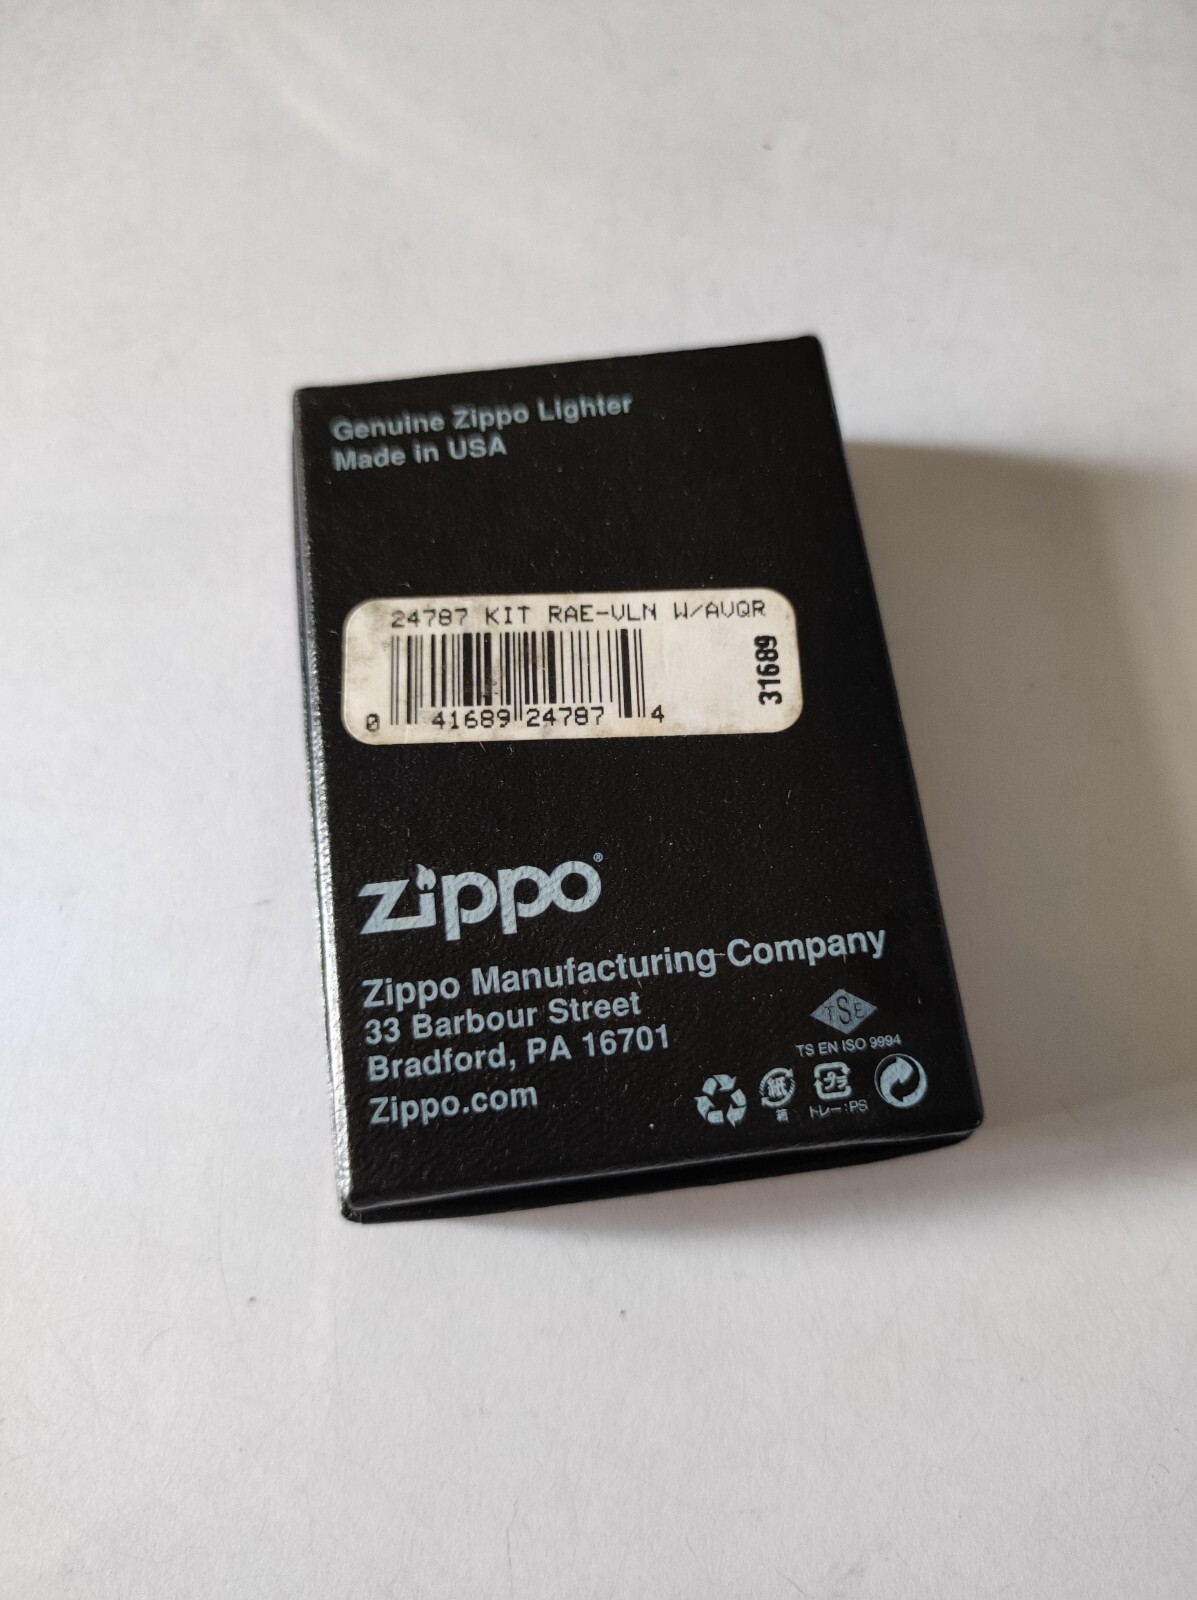 Genuine Zippo Lighter
Made in USA
24787 KIT RAE-VLN W/AVQR
31689
0 41689 24787 4
zippo®
Zippo Manufacturing Company
33 Barbour Street
Bradford, PA 16701
Zippo.com
TSE
TS EN ISO 9994
紙
箱
プラ
トレー:PS